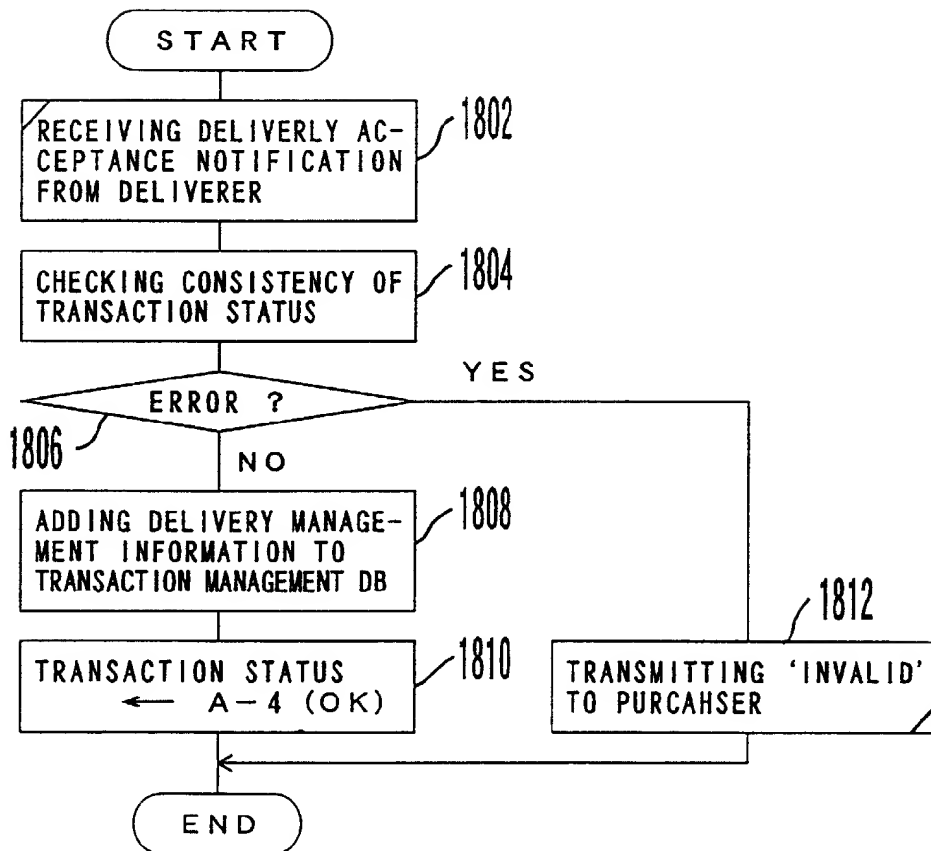 START
RECEIVING DELIVERLY AC-
CEPTANCE NOTIFICATION
FROM DELIVERER
1802
CHECKING CONSISTENCY OF
TRANSACTION STATUS
1804
ERROR ?
YES
1806
NO
ADDING DELIVERY MANAGE-
MENT INFORMATION TO
TRANSACTION MANAGEMENT DB
1808
TRANSACTION STATUS
← A-4 (OK)
1810
TRANSMITTING 'INVALID'
TO PURCAHSER
1812
END